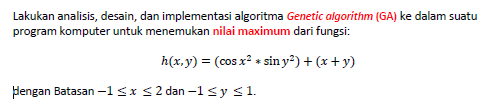 Lakukan analisis, desain, dan implementasi algoritma Genetic algorithm (GA) ke dalam suatu
program komputer untuk menemukan nilai maximum dari fungsi:
h(x, y) = (cos x² * sin y²) + (x + y)
dengan Batasan −1 ≤ x ≤ 2 dan −1 ≤ y ≤ 1.